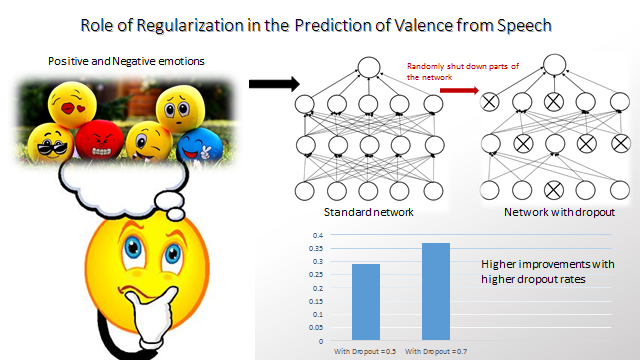 Role of Regularization in the Prediction of Valence from Speech
Positive and Negative emotions
Randomly shut down parts of
the network
Standard network
Network with dropout
0.4
0.35
0.3
0.25
0.2
0.15
0.1
0.05
0
With Dropout = 0.5
With Dropout = 0.7
Higher improvements with
higher dropout rates